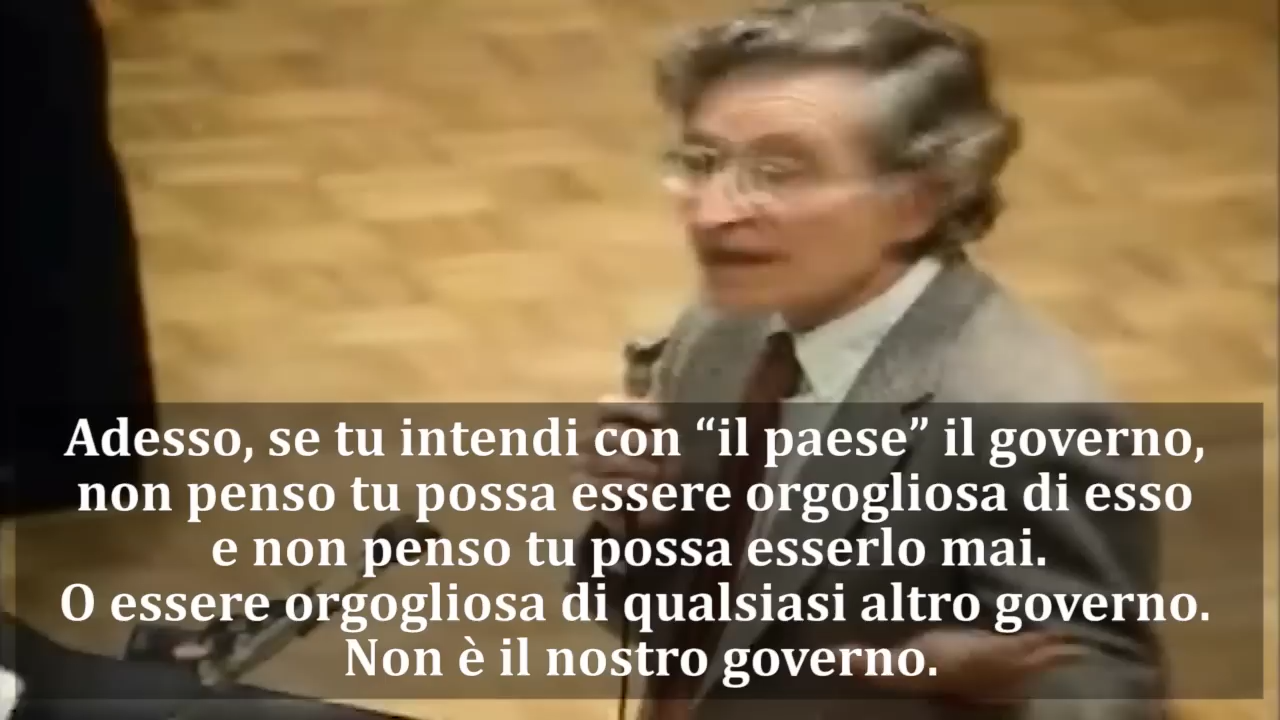 Adesso, se tu intendi con “il paese” il governo,
non penso tu possa essere orgogliosa di esso
e non penso tu possa esserlo mai.
O essere orgogliosa di qualsiasi altro governo.
Non è il nostro governo.